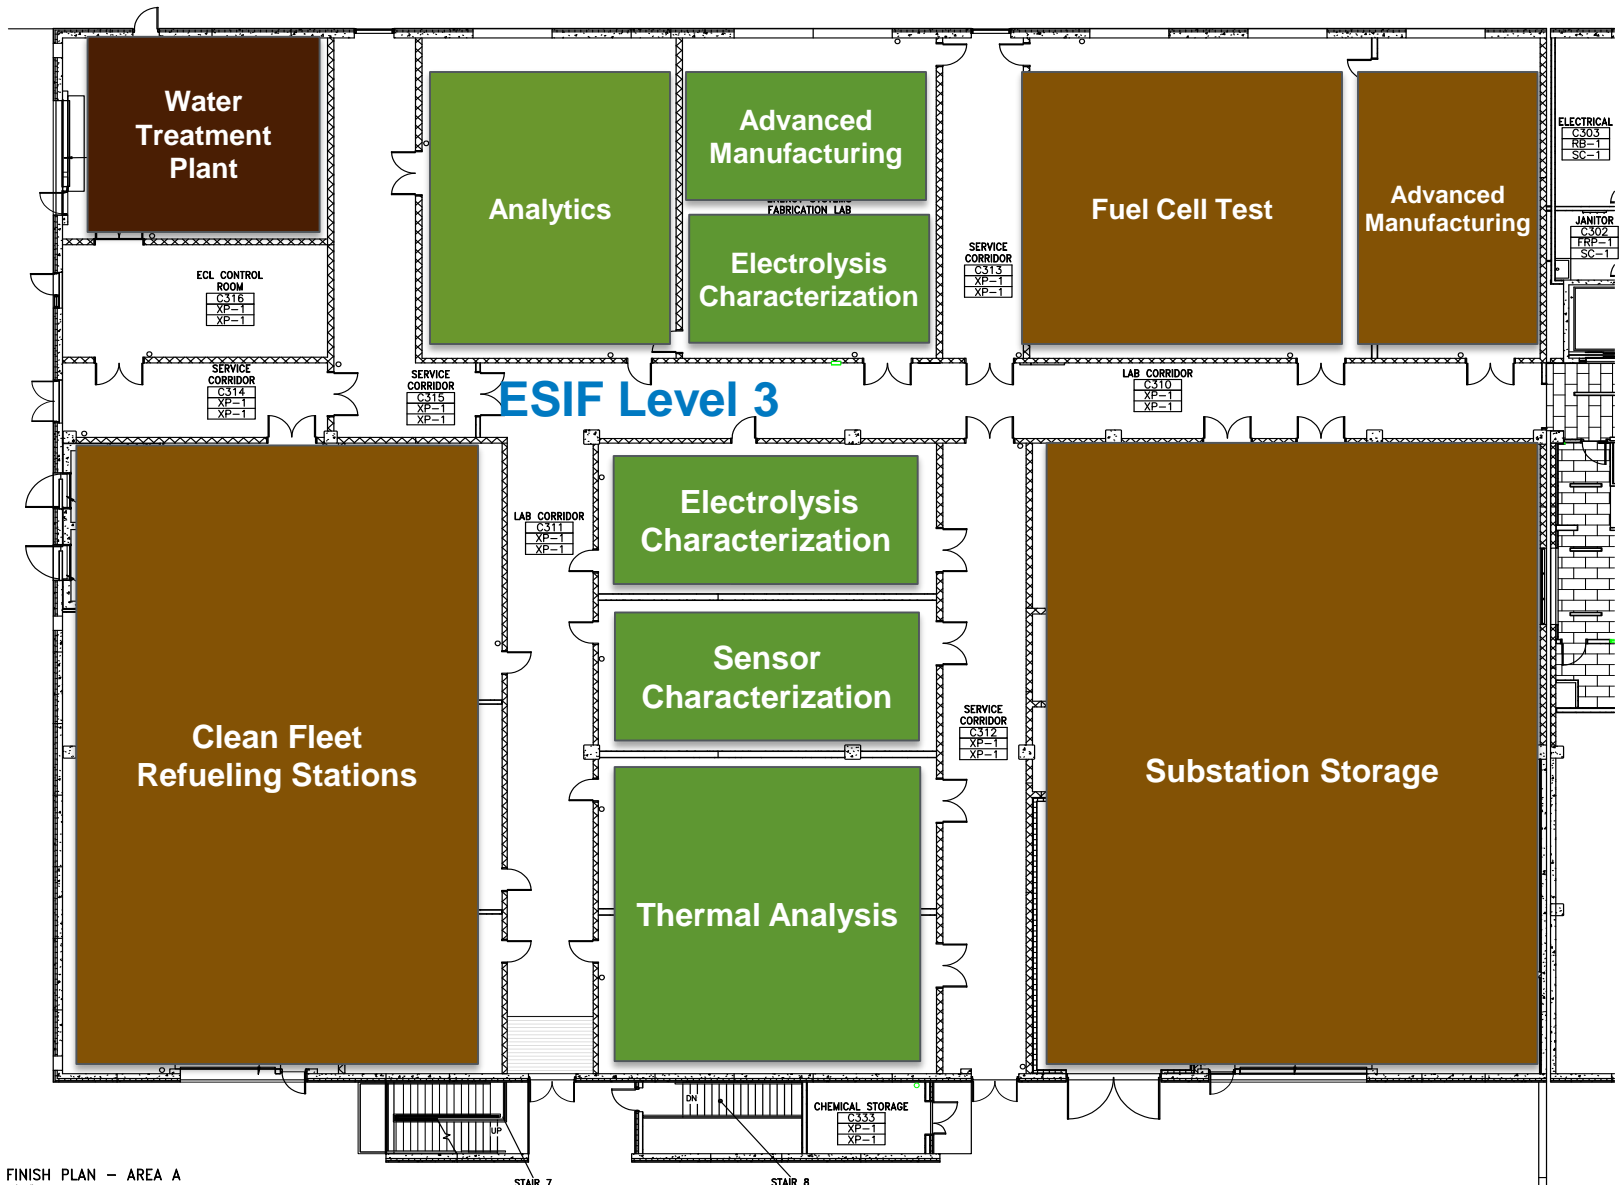 Water
Treatment
Plant
Analytics
Advanced
Manufacturing
FABRICATION LAB
Electrolysis
Characterization
Fuel Cell Test
Advanced
Manufacturing
ELECTRICAL
C303
RB-1
SC-1
JANITOR
C302
FRP-1
SC-1
ECL CONTROL
ROOM
C316
XP-1
XP-1
SERVICE
CORRIDOR
C313
XP-1
XP-1
SERVICE
CORRIDOR
C314
XP-1
XP-1
SERVICE
CORRIDOR
C315
XP-1
XP-1
ESIF Level 3
LAB CORRIDOR
C310
XP-1
XP-1
Clean Fleet
Refueling Stations
LAB CORRIDOR
C311
XP-1
XP-1
Electrolysis
Characterization
Sensor
Characterization
Thermal Analysis
SERVICE
CORRIDOR
C312
XP-1
XP-1
Substation Storage
UP
DN
CHEMICAL STORAGE
C333
XP-1
XP-1
STAIR 7
STAIR 8
FINISH PLAN - AREA A